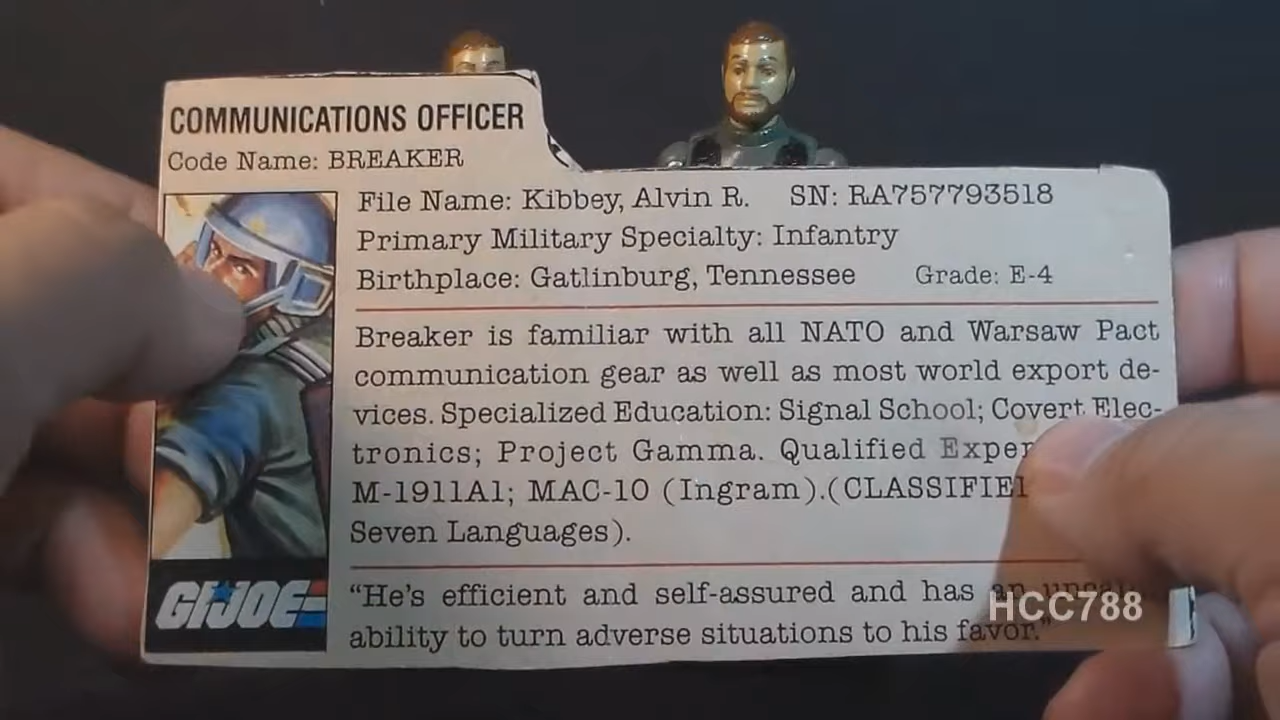 COMMUNICATIONS OFFICER
Code Name: BREAKER
File Name: Kibbey, Alvin R. SN: RA757793518
Primary Military Specialty: Infantry
Birthplace: Gatlinburg, Tennessee Grade: E-4
Breaker is familiar with all NATO and Warsaw Pact
communication gear as well as most world export de-
vices. Specialized Education: Signal School; Covert Elec-
tronics; Project Gamma. Qualified
M-1911A1; MAC-10 (Ingram).(
Seven Languages).
GI JOE
"He's efficient and self-assured and has an
ability to turn adverse situations to his favor."
HCC788